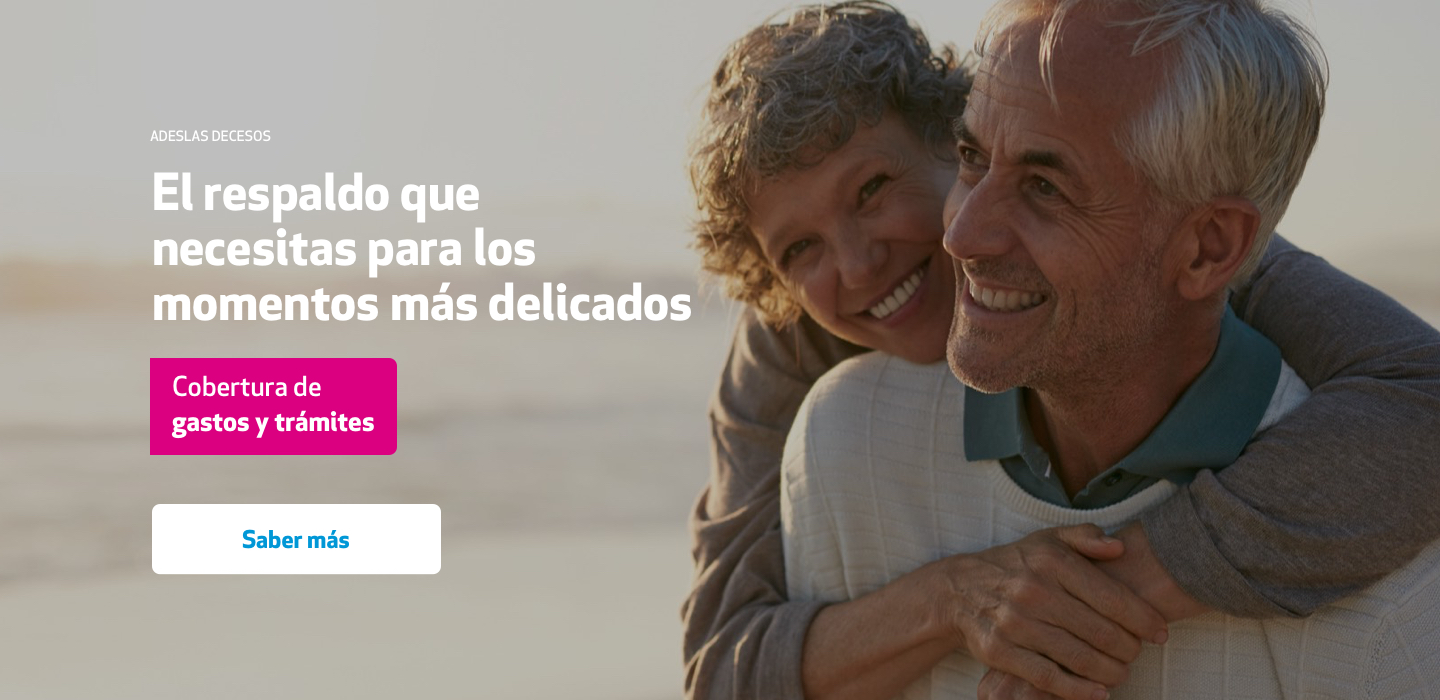 ADESLAS DECESOS
El respaldo que
necesitas para los
momentos más delicados
Cobertura de
gastos y trámites
Saber más